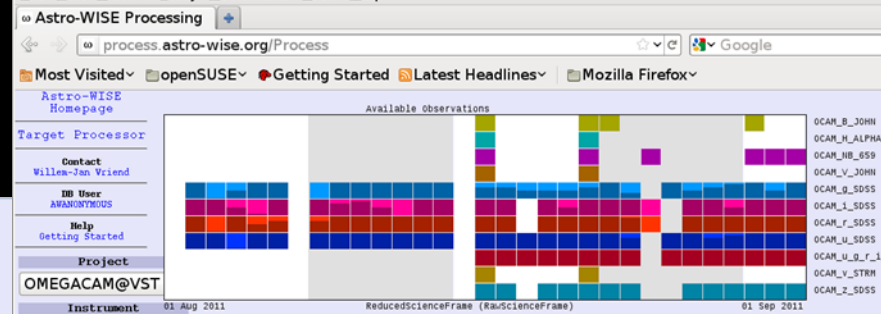 ω Astro-WISE Processing
ω process.astro-wise.org/Process
Google
Most Visited
openSUSE
Getting Started
Latest Headlines
Mozilla Firefox
Astro-WISE
Homepage
Target Processor
Contact
Willem-Jan Vriend
DB User
AWANONYMOUS
Help
Getting Started
Project
OMEGACAM@VST
Instrument
Available Observations
OCAM_B_JOHN
OCAM_H_ALPHA
OCAM_NB_659
OCAM_V_JOHN
OCAM_g_SDSS
OCAM_i_SDSS
OCAM_r_SDSS
OCAM_u_SDSS
OCAM_u_g_r_i
OCAM_v_STRM
OCAM_z_SDSS
01 Aug 2011
ReducedScienceFrame (RawScienceFrame)
01 Sep 2011